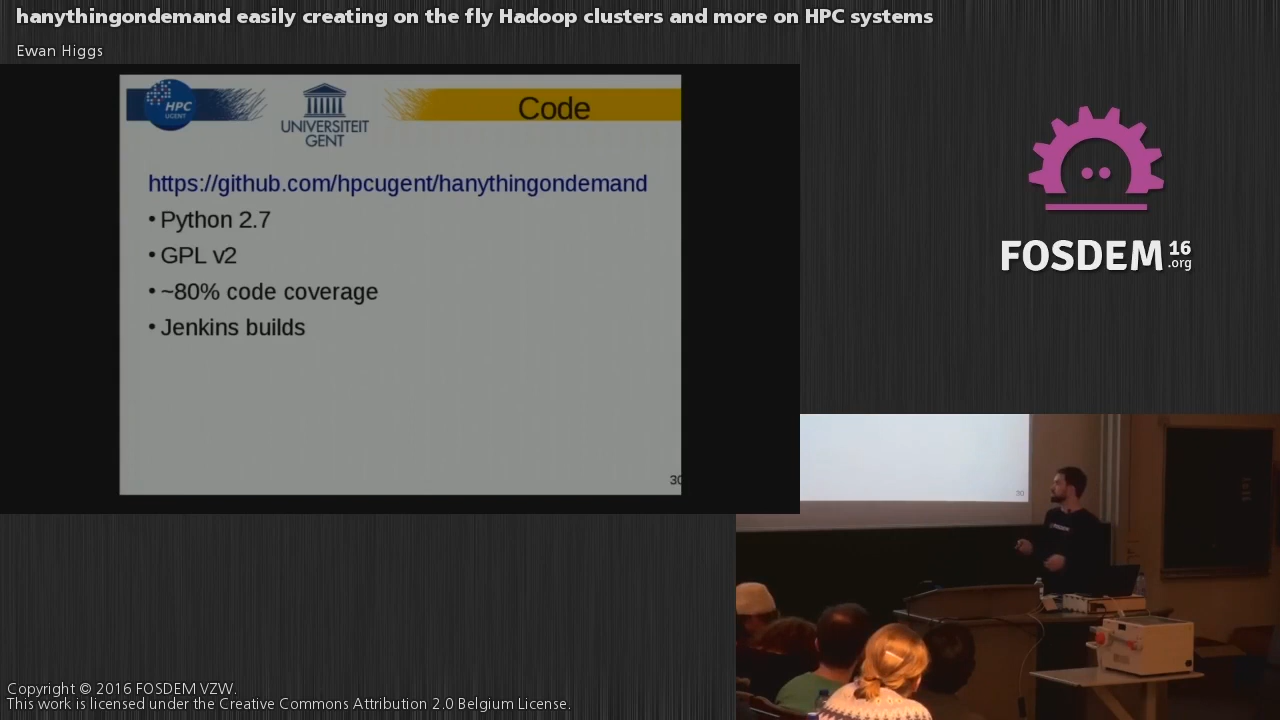 hanythingondemand easily creating on the fly Hadoop clusters and more on HPC systems
Ewan Higgs
HPC
UGENT
UNIVERSITEIT
GENT
Code
https://github.com/hpcugent/hanythingondemand
• Python 2.7
• GPL v2
• ~80% code coverage
• Jenkins builds
30
FOSDEM 16
.org
30
Copyright © 2016 FOSDEM VZW.
This work is licensed under the Creative Commons Attribution 2.0 Belgium License.